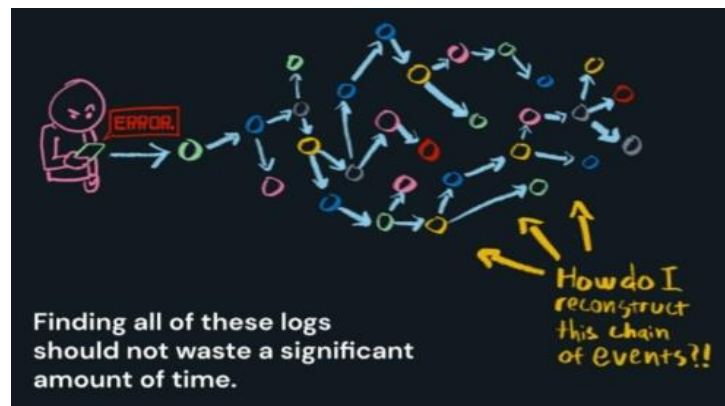 ERROR.
Finding all of these logs
should not waste a significant
amount of time.
How do I
reconstruct
this chain
of events?!